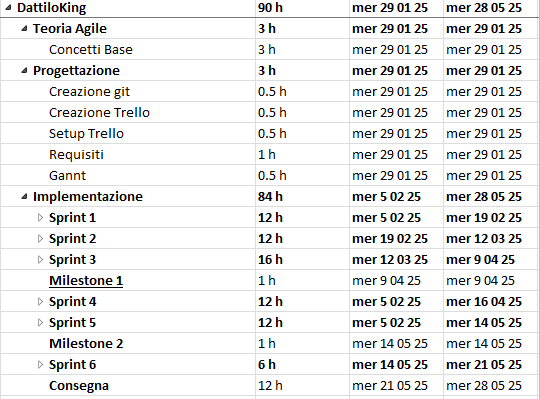 DattiloKing 90 h mer 29 01 25 mer 28 05 25
Teoria Agile 3 h mer 29 01 25 mer 29 01 25
Concetti Base 3 h mer 29 01 25 mer 29 01 25
Progettazione 3 h mer 29 01 25 mer 29 01 25
Creazione git 0.5 h mer 29 01 25 mer 29 01 25
Creazione Trello 0.5 h mer 29 01 25 mer 29 01 25
Setup Trello 0.5 h mer 29 01 25 mer 29 01 25
Requisiti 1 h mer 29 01 25 mer 29 01 25
Gannt 0.5 h mer 29 01 25 mer 29 01 25
Implementazione 84 h mer 5 02 25 mer 28 05 25
Sprint 1 12 h mer 5 02 25 mer 19 02 25
Sprint 2 12 h mer 19 02 25 mer 12 03 25
Sprint 3 16 h mer 12 03 25 mer 9 04 25
Milestone 1 1 h mer 9 04 25 mer 9 04 25
Sprint 4 12 h mer 5 02 25 mer 16 04 25
Sprint 5 12 h mer 5 02 25 mer 14 05 25
Milestone 2 1 h mer 14 05 25 mer 14 05 25
Sprint 6 6 h mer 14 05 25 mer 21 05 25
Consegna 12 h mer 21 05 25 mer 28 05 25